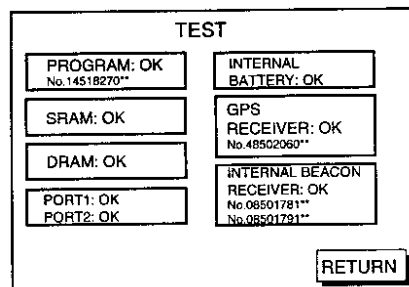 TEST
PROGRAM: OK
No.14518270**
SRAM: OK
DRAM: OK
PORT1: OK
PORT2: OK
INTERNAL
BATTERY: OK
GPS
RECEIVER: OK
No.48502060**
INTERNAL BEACON
RECEIVER: OK
No.08501781**
No.08501791**
RETURN